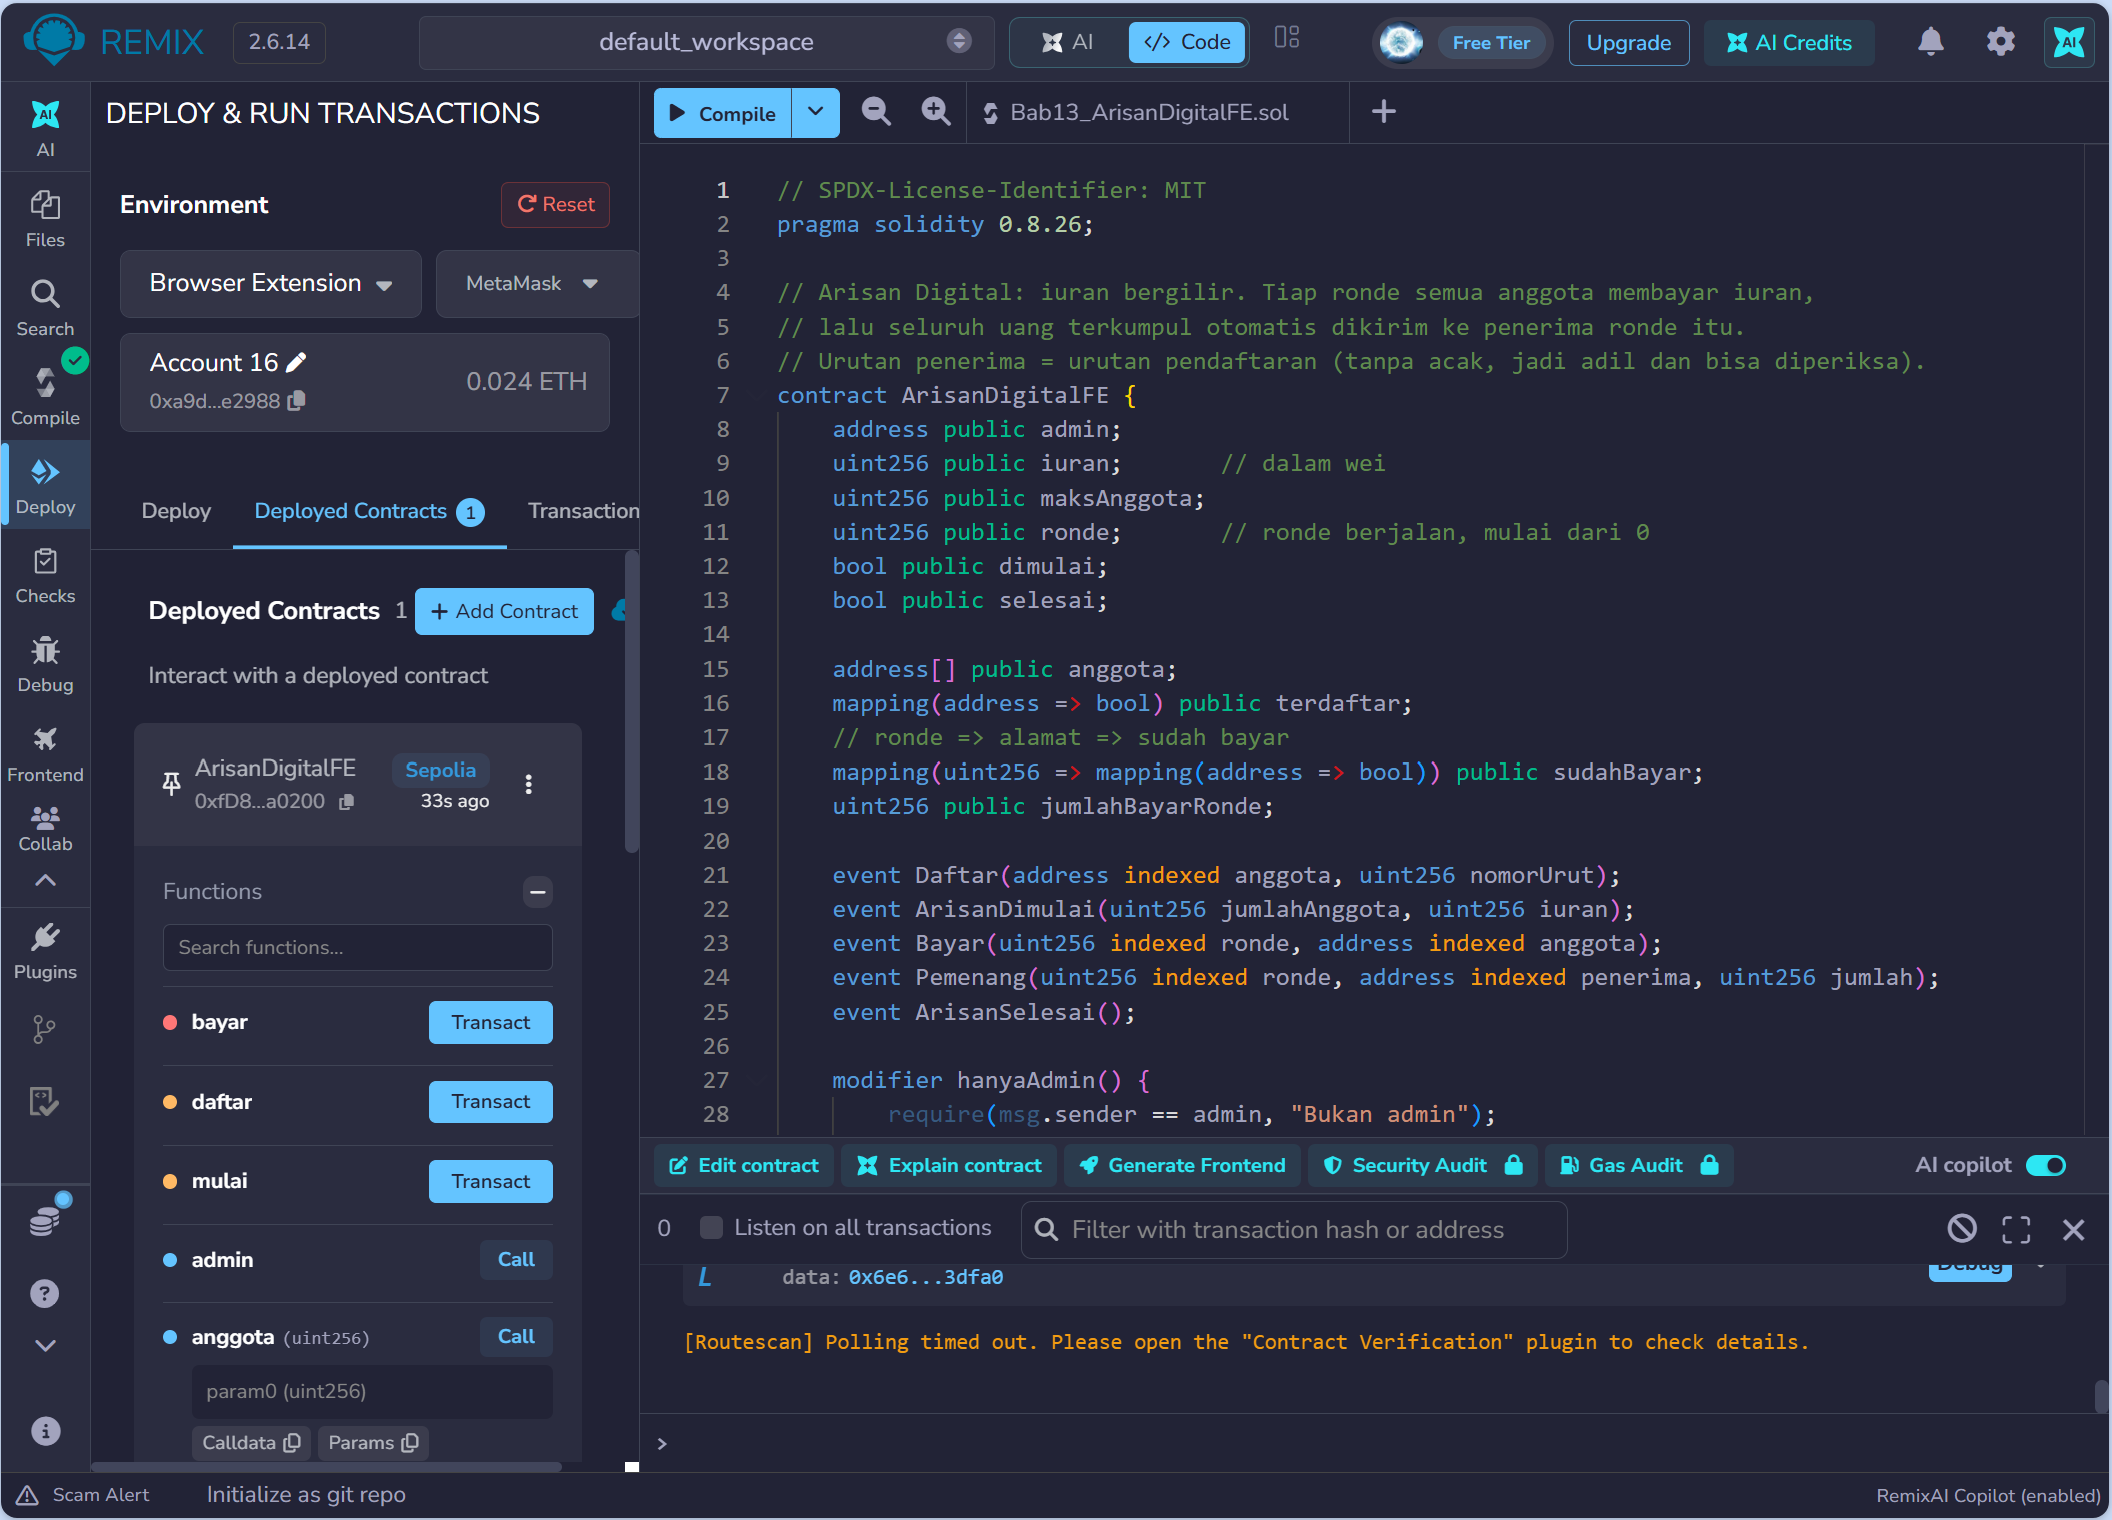 REMIX
2.6.14
default_workspace
AI
Code
Free Tier
Upgrade
AI Credits
AI
AI
AI
Files
Search
Compile
Deploy
Checks
Debug
Frontend
Collab
Plugins
DEPLOY & RUN TRANSACTIONS
Environment
Reset
Browser Extension
MetaMask
Account 16
0xa9d...e2988
0.024 ETH
Deploy
Deployed Contracts 1
Transaction
Deployed Contracts 1
+ Add Contract
Interact with a deployed contract
ArisanDigitalFE
Sepolia
0xfD8...a0200
33s ago
Functions
Search functions...
bayar
Transact
daftar
Transact
mulai
Transact
admin
Call
anggota (uint256)
Call
param0 (uint256)
Calldata
Params
Compile
Bab13_ArisanDigitalFE.sol
1 // SPDX-License-Identifier: MIT
2 pragma solidity 0.8.26;
3
4 // Arisan Digital: iuran bergilir. Tiap ronde semua anggota membayar iuran,
5 // lalu seluruh uang terkumpul otomatis dikirim ke penerima ronde itu.
6 // Urutan penerima = urutan pendaftaran (tanpa acak, jadi adil dan bisa diperiksa).
7 contract ArisanDigitalFE {
8 address public admin;
9 uint256 public iuran; // dalam wei
10 uint256 public maksAnggota;
11 uint256 public ronde; // ronde berjalan, mulai dari 0
12 bool public dimulai;
13 bool public selesai;
14
15 address[] public anggota;
16 mapping(address => bool) public terdaftar;
17 // ronde => alamat => sudah bayar
18 mapping(uint256 => mapping(address => bool)) public sudahBayar;
19 uint256 public jumlahBayarRonde;
20
21 event Daftar(address indexed anggota, uint256 nomorUrut);
22 event ArisanDimulai(uint256 jumlahAnggota, uint256 iuran);
23 event Bayar(uint256 indexed ronde, address indexed anggota);
24 event Pemenang(uint256 indexed ronde, address indexed penerima, uint256 jumlah);
25 event ArisanSelesai();
26
27 modifier hanyaAdmin() {
28 require(msg.sender == admin, "Bukan admin");
Edit contract
Explain contract
Generate Frontend
Security Audit
Gas Audit
AI copilot
0
Listen on all transactions
Filter with transaction hash or address
data: 0x6e6...3dfa0
Debug
[Routescan] Polling timed out. Please open the "Contract Verification" plugin to check details.
>
Scam Alert
Initialize as git repo
RemixAI Copilot (enabled)